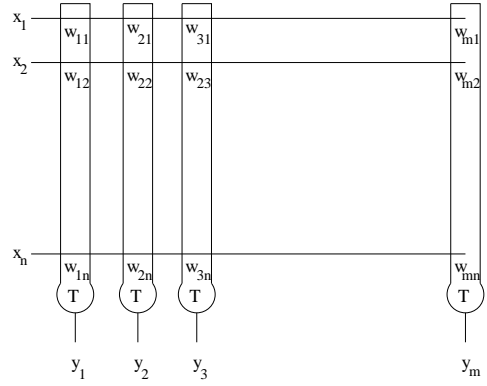 x1
w11 w21 w31 wm1
x2
w12 w22 w23 wm2
xn
w1n w2n w3n wmn
T T T T
y1 y2 y3 ym